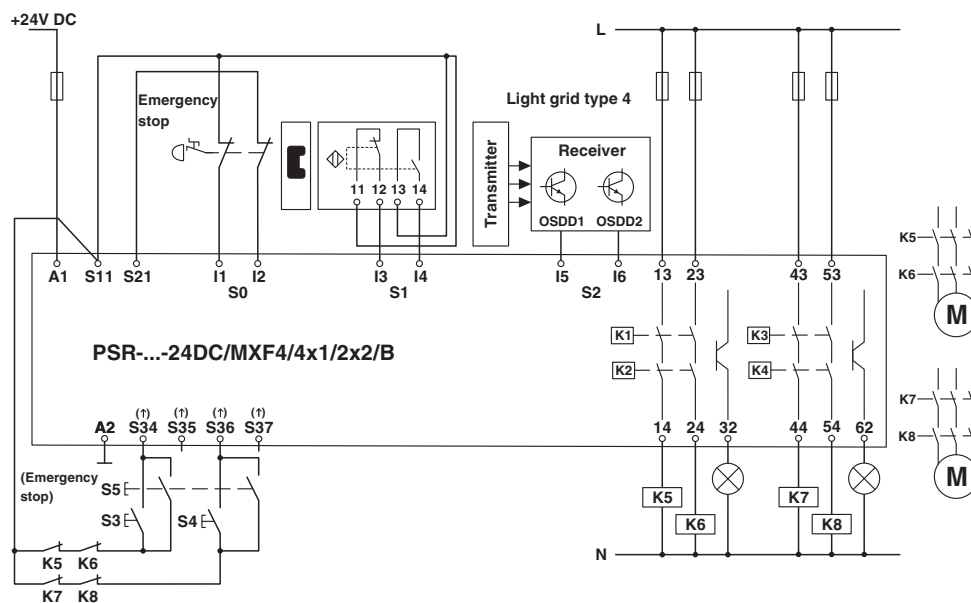 +24V DC
L
Emergency
stop
Light grid type 4
Transmitter
Receiver
11 12 13 14
OSDD1 OSDD2
K5
K6
M
A1 S11 S21 I1 I2 I3 I4 I5 I6 13 23 43 53
S0 S1 S2
K1 K3
K2 K4
PSR-...-24DC/MXF4/4x1/2x2/B
K7
K8
M
(↑) (↑) (↑) (↑)
A2 S34 S35 S36 S37 14 24 32 44 54 62
(Emergency
stop)
S5
S3 S4
K5 K7
K6 K8
K5 K6
N
K7 K8